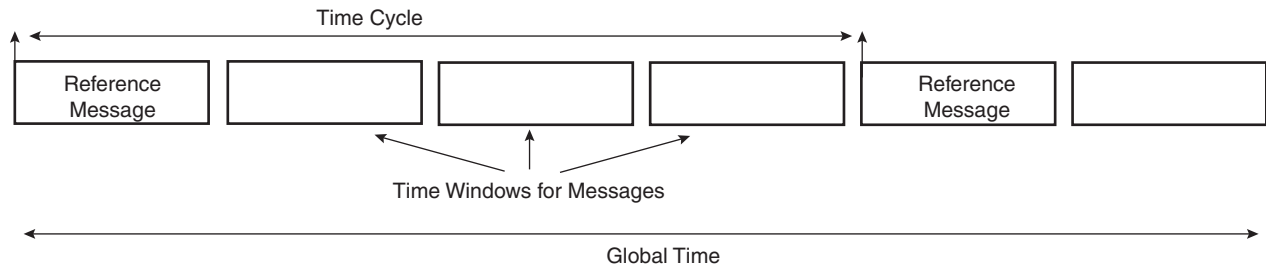 Time Cycle
Reference
Message
Reference
Message
Time Windows for Messages
Global Time